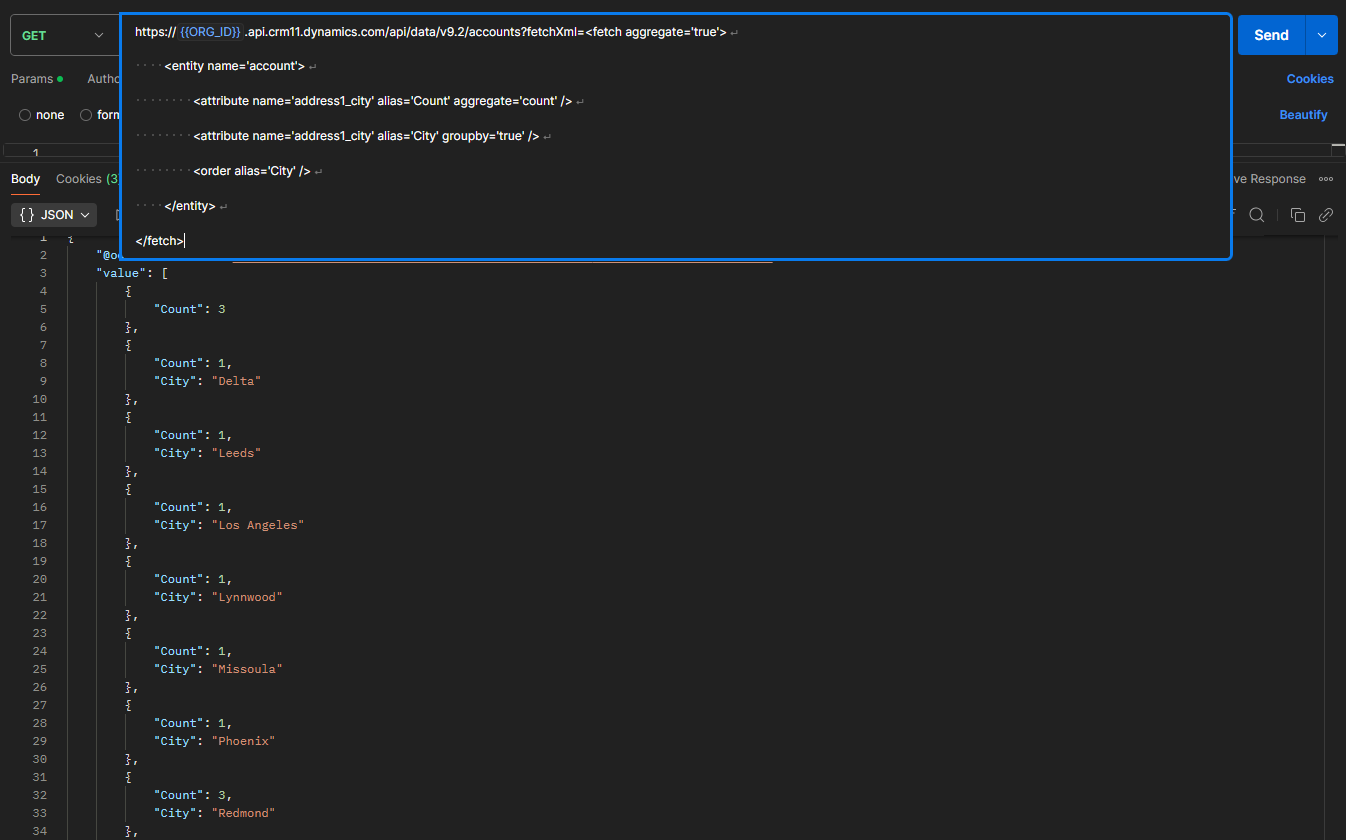 GET
https:// {{ORG_ID}} .api.crm11.dynamics.com/api/data/v9.2/accounts?fetchXml=<fetch aggregate='true'> ↵
Send
····<entity name='account'> ↵
Params
Cookies
········<attribute name='address1_city' alias='Count' aggregate='count' /> ↵
none
Beautify
········<attribute name='address1_city' alias='City' groupby='true' /> ↵
1
········<order alias='City' /> ↵
Body Cookies (3
Response
····</entity> ↵
{} JSON
</fetch>
1 {
2
3 "value": [
4 {
5 "Count": 3
6 },
7 {
8 "Count": 1,
9 "City": "Delta"
10 },
11 {
12 "Count": 1,
13 "City": "Leeds"
14 },
15 {
16 "Count": 1,
17 "City": "Los Angeles"
18 },
19 {
20 "Count": 1,
21 "City": "Lynnwood"
22 },
23 {
24 "Count": 1,
25 "City": "Missoula"
26 },
27 {
28 "Count": 1,
29 "City": "Phoenix"
30 },
31 {
32 "Count": 3,
33 "City": "Redmond"
34 },